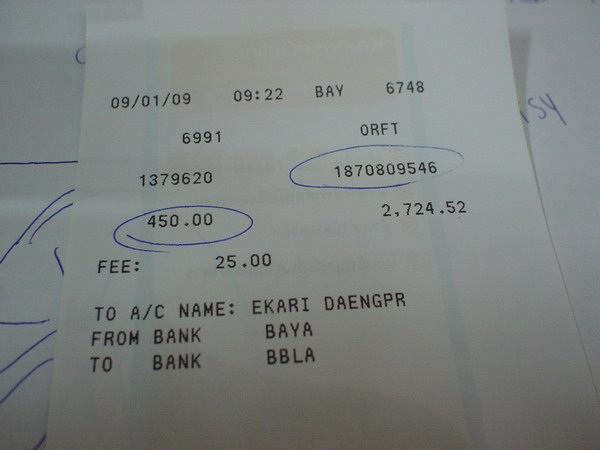 09/01/09 09:22 BAY 6748
6991 ORFT
1379620 1870809546
450.00 2,724.52
FEE: 25.00
TO A/C NAME: EKARI DAENGPR
FROM BANK BAYA
TO BANK BBLA